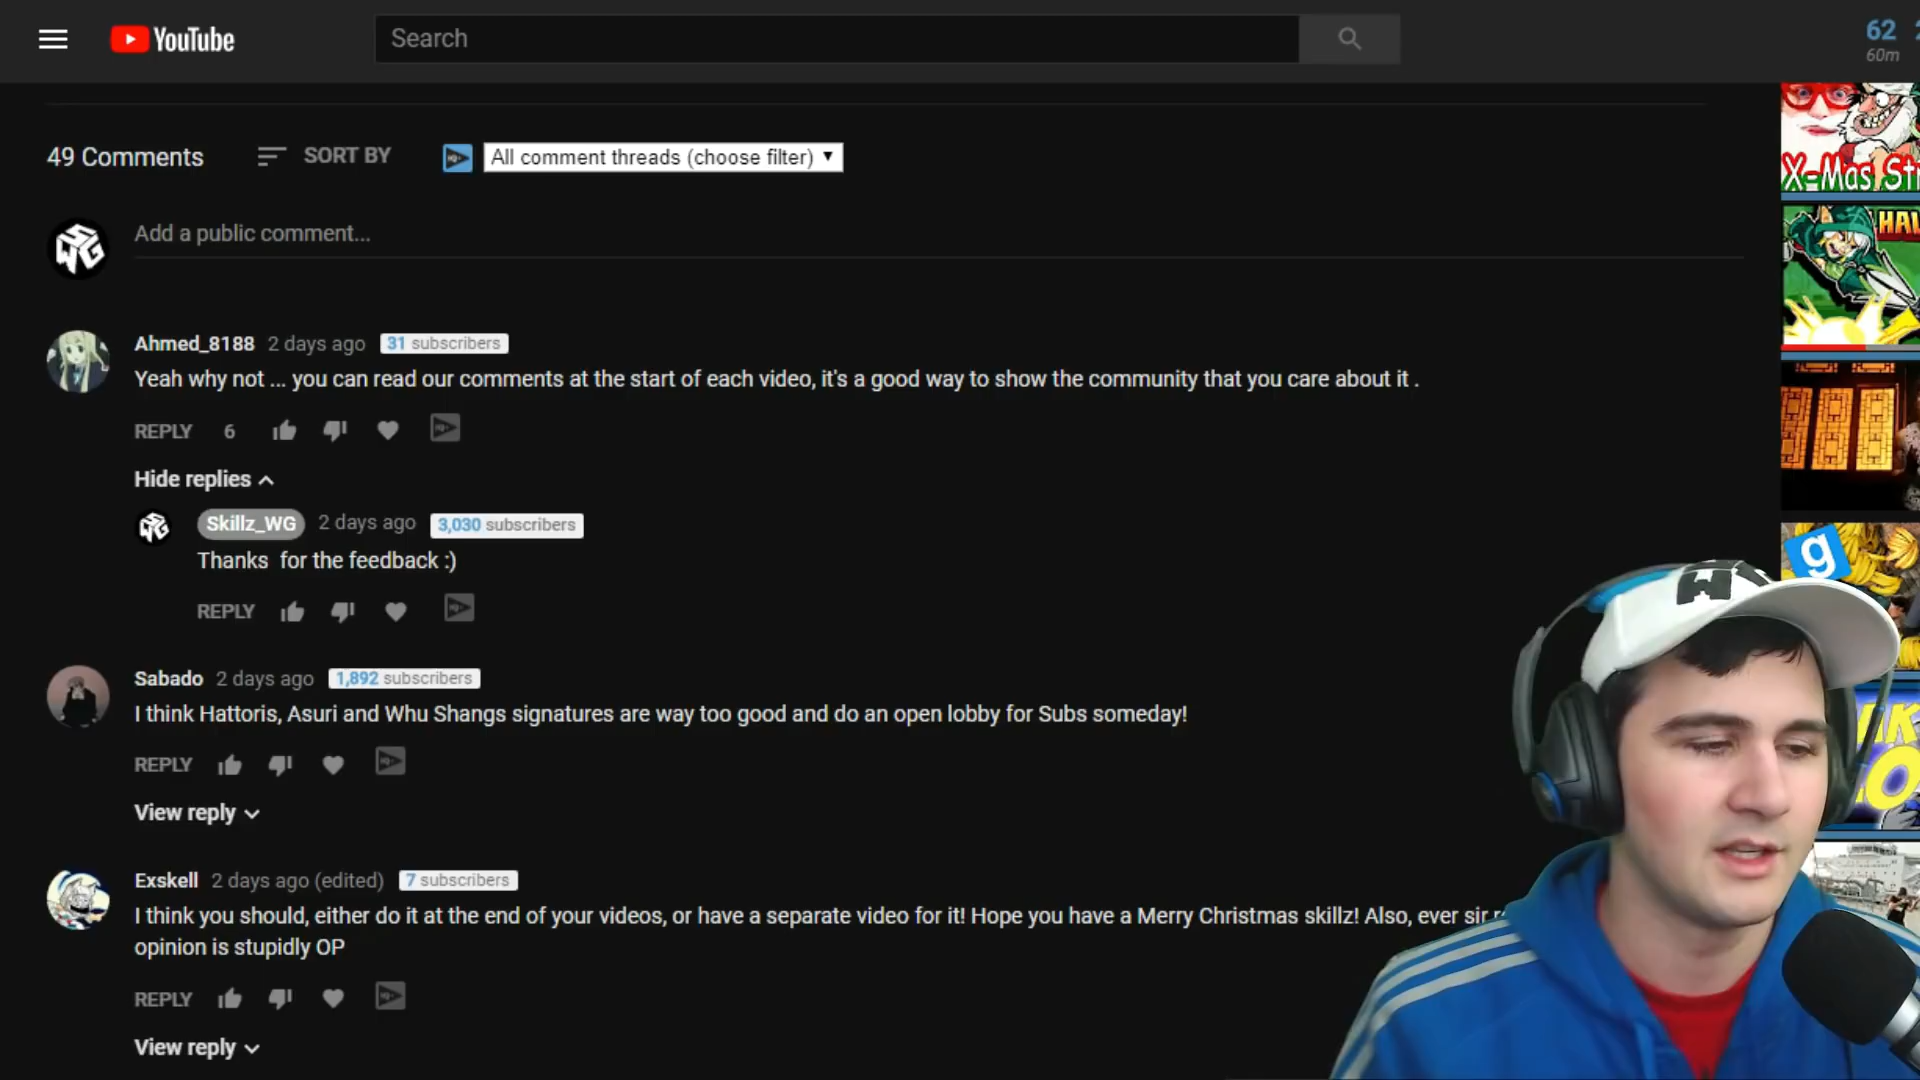 YouTube
Search
62
60m
49 Comments
SORT BY
All comment threads (choose filter)
Add a public comment...
Ahmed_8188 2 days ago 31 subscribers
Yeah why not ... you can read our comments at the start of each video, it's a good way to show the community that you care about it .
REPLY 6
Hide replies
Skillz_WG 2 days ago 3,030 subscribers
Thanks for the feedback :)
REPLY
Sabado 2 days ago 1,892 subscribers
I think Hattoris, Asuri and Whu Shangs signatures are way too good and do an open lobby for Subs someday!
REPLY
View reply
Exskell 2 days ago (edited) 7 subscribers
I think you should, either do it at the end of your videos, or have a separate video for it! Hope you have a Merry Christmas skillz! Also, ever sir
opinion is stupidly OP
REPLY
View reply
X-Mas
g